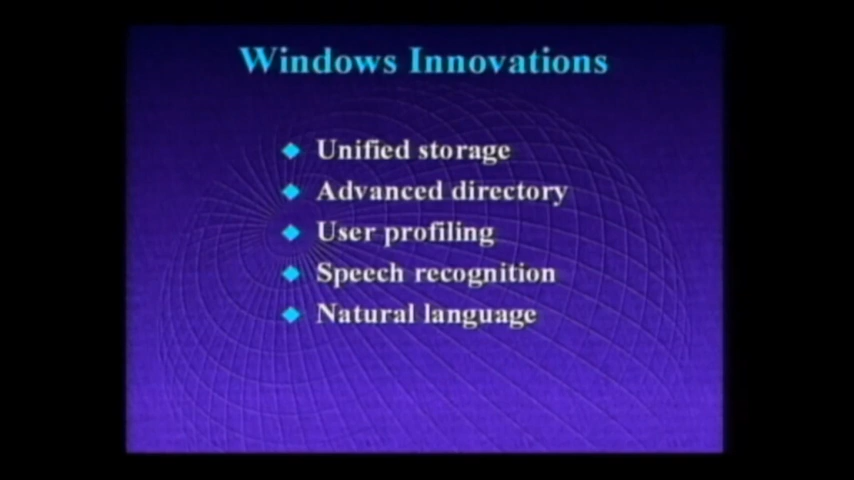 Windows Innovations
Unified storage
Advanced directory
User profiling
Speech recognition
Natural language